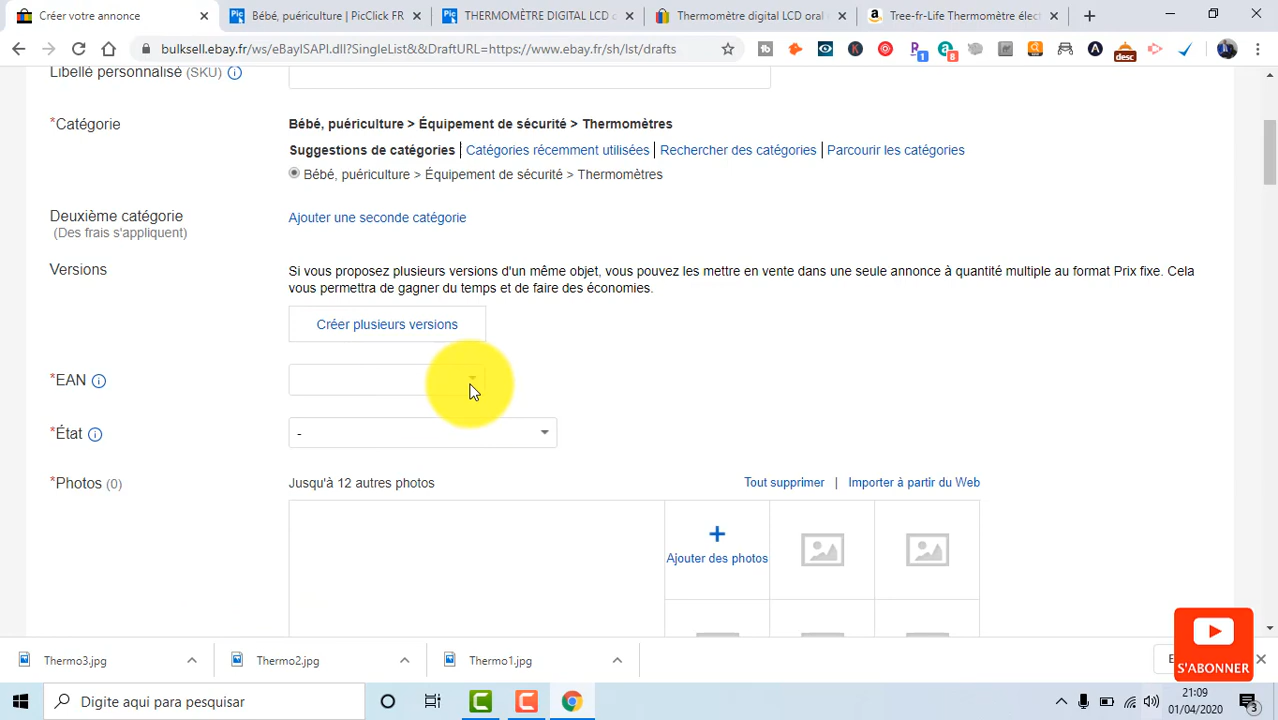 Créer votre annonce
Bébé, puériculture | PicClick FR
THERMOMÈTRE DIGITAL LCD c
Thermomètre digital LCD oral
Tree-fr-Life Thermomètre élect
bulksell.ebay.fr/ws/eBayISAPI.dll?SingleList&&DraftURL=https://www.ebay.fr/sh/lst/drafts
1
8
desc
Libellé personnalisé (SKU)
*Catégorie
Bébé, puériculture > Équipement de sécurité > Thermomètres
Suggestions de catégories | Catégories récemment utilisées | Rechercher des catégories | Parcourir les catégories
Bébé, puériculture > Équipement de sécurité > Thermomètres
Deuxième catégorie
(Des frais s'appliquent)
Ajouter une seconde catégorie
Versions
Si vous proposez plusieurs versions d'un même objet, vous pouvez les mettre en vente dans une seule annonce à quantité multiple au format Prix fixe. Cela
vous permettra de gagner du temps et de faire des économies.
Créer plusieurs versions
*EAN
*État
-
*Photos (0)
Jusqu'à 12 autres photos
Tout supprimer | Importer à partir du Web
Ajouter des photos
Thermo3.jpg
Thermo2.jpg
Thermo1.jpg
S'ABONNER
Digite aqui para pesquisar
21:09
01/04/2020
3